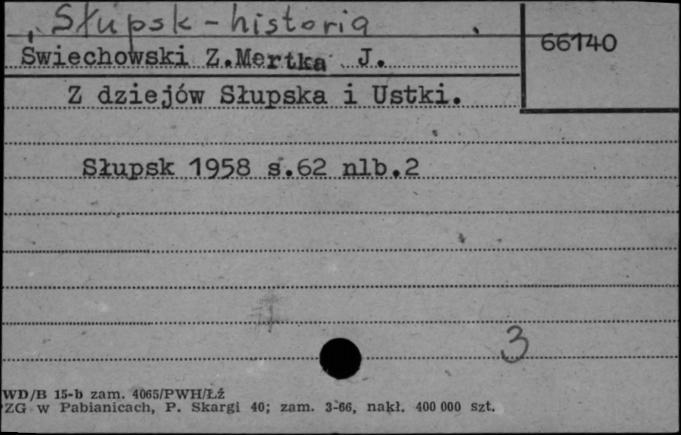 Słupsk - historia
66140
Swiechowski Z.Mertka J.
Z dziejów Słupska i Ustki.
Słupsk 1958 s.62 nlb.2
3
WD/B 15-b zam. 4065/PWH/Łź
PZG w Pabianicach, P. Skargi 40; zam. 3-66, nakł. 400 000 szt.